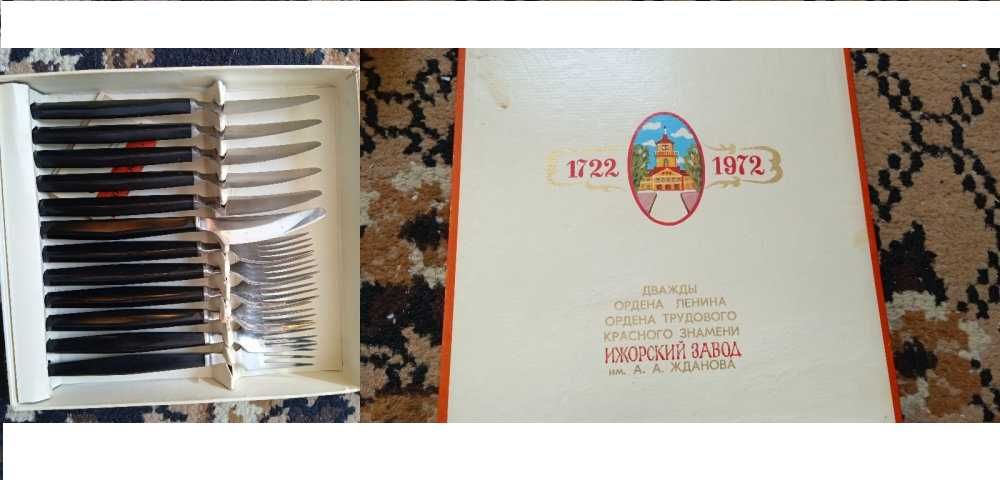 1722 1972
ДВАЖДЫ
ОРДЕНА ЛЕНИНА
ОРДЕНА ТРУДОВОГО
КРАСНОГО ЗНАМЕНИ
ИЖОРСКИЙ ЗАВОД
им. А. А. ЖДАНОВА